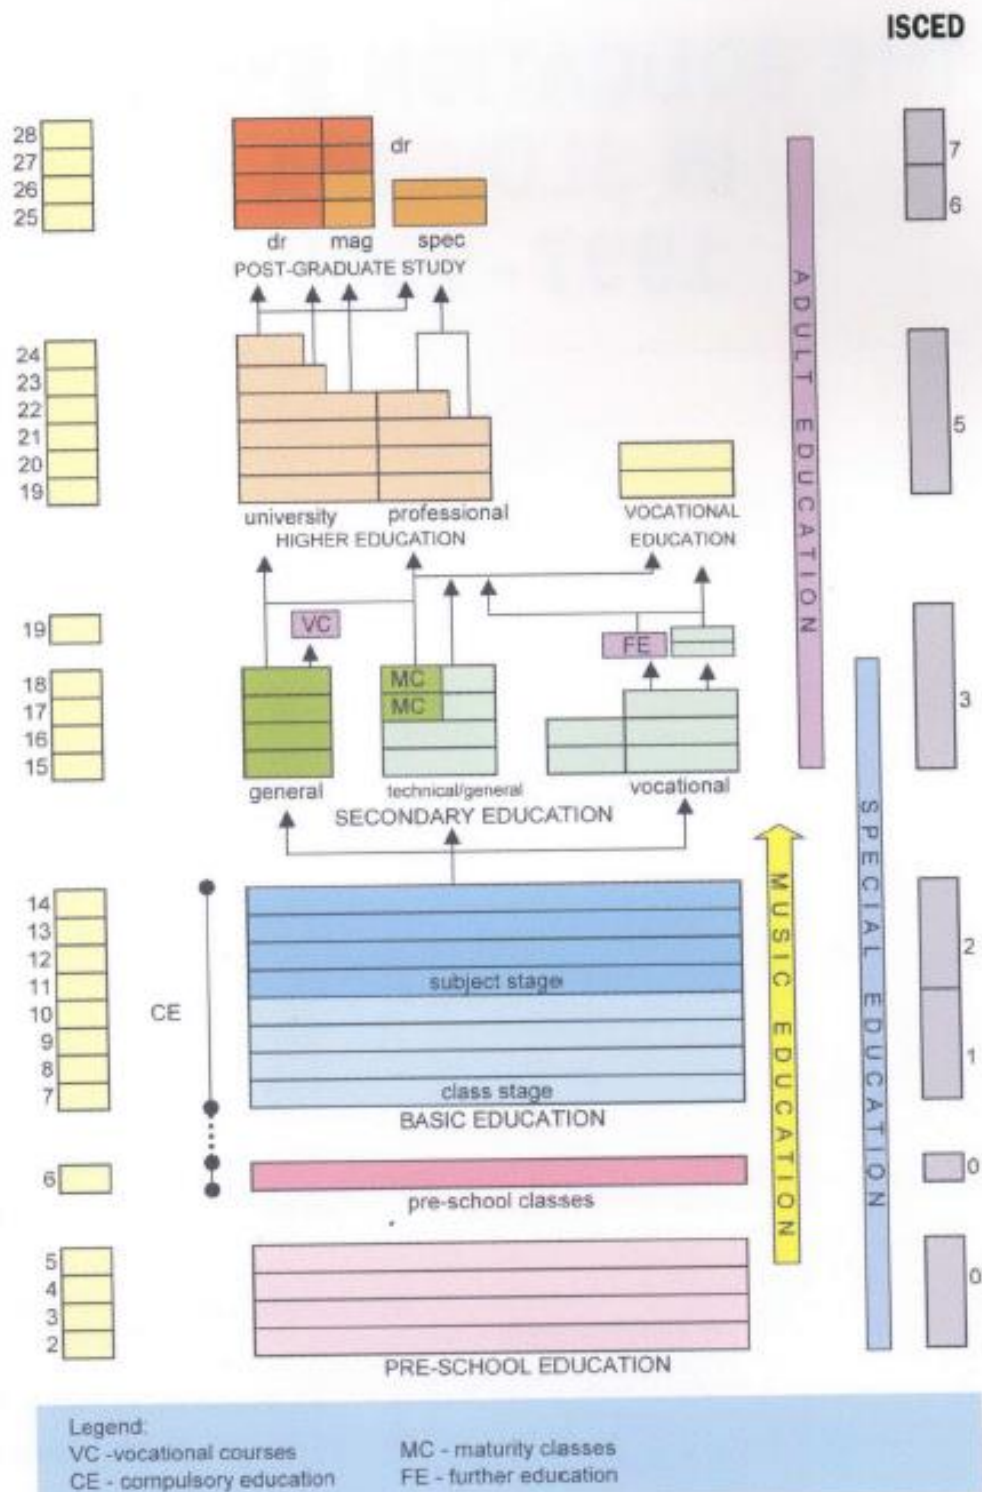 ISCED
28
27
26
25
dr
7
6
dr mag spec
POST-GRADUATE STUDY
24
23
22
21
20
19
5
university professional
HIGHER EDUCATION
VOCATIONAL
EDUCATION
ADULT EDUCATION
19
VC
FE
18
17
16
15
MC
MC
3
general technical/general vocational
SECONDARY EDUCATION
14
13
12
11
10
9
8
7
CE
subject stage
class stage
BASIC EDUCATION
MUSIC EDUCATION
SPECIAL EDUCATION
2
1
6
0
pre-school classes
5
4
3
2
0
PRE-SCHOOL EDUCATION
Legend:
VC -vocational courses MC - maturity classes
CE - compulsory education FE - further education